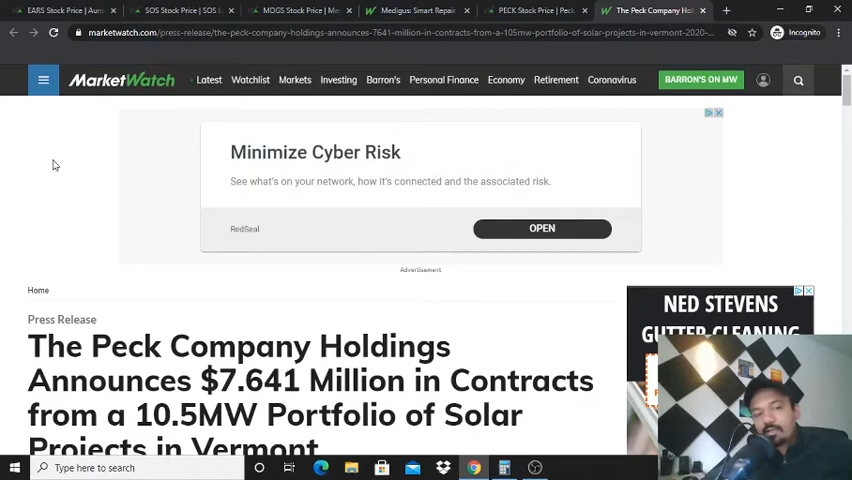 EARS Stock Price | Auri
SOS Stock Price | SOS L
MDGS Stock Price | Me
Medigus: Smart Repair
PECK Stock Price | Peck
The Peck Company Hol
marketwatch.com/press-release/the-peck-company-holdings-announces-7641-million-in-contracts-from-a-105mw-portfolio-of-solar-projects-in-vermont-2020-...
Incognito
MarketWatch
Latest Watchlist Markets Investing Barron's Personal Finance Economy Retirement Coronavirus
BARRON'S ON MW
Minimize Cyber Risk
See what's on your network, how it's connected and the associated risk.
RedSeal
OPEN
Advertisement
Home
Press Release
The Peck Company Holdings
Announces $7.641 Million in Contracts
from a 10.5MW Portfolio of Solar
Projects in Vermont
NED STEVENS
GUTTER CLEANING
Type here to search